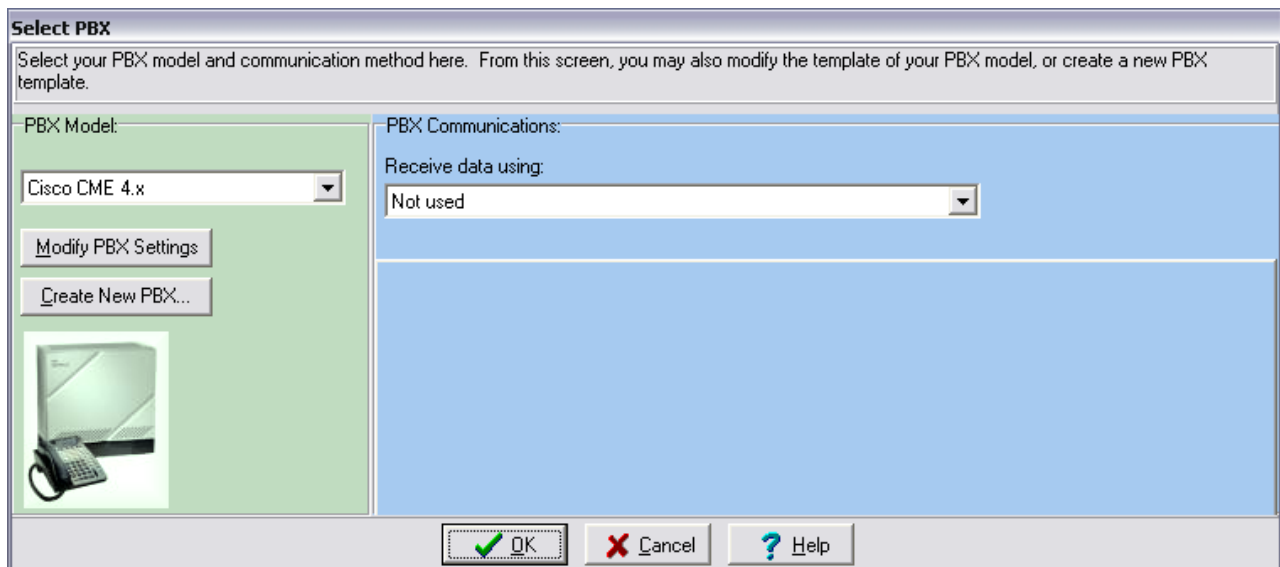 Select PBX
Select your PBX model and communication method here.  From this screen, you may also modify the template of your PBX model, or create a new PBX
template.
PBX Model:
Cisco CME 4.x
Modify PBX Settings
Create New PBX...
PBX Communications:
Receive data using:
Not used
OK
Cancel
? Help